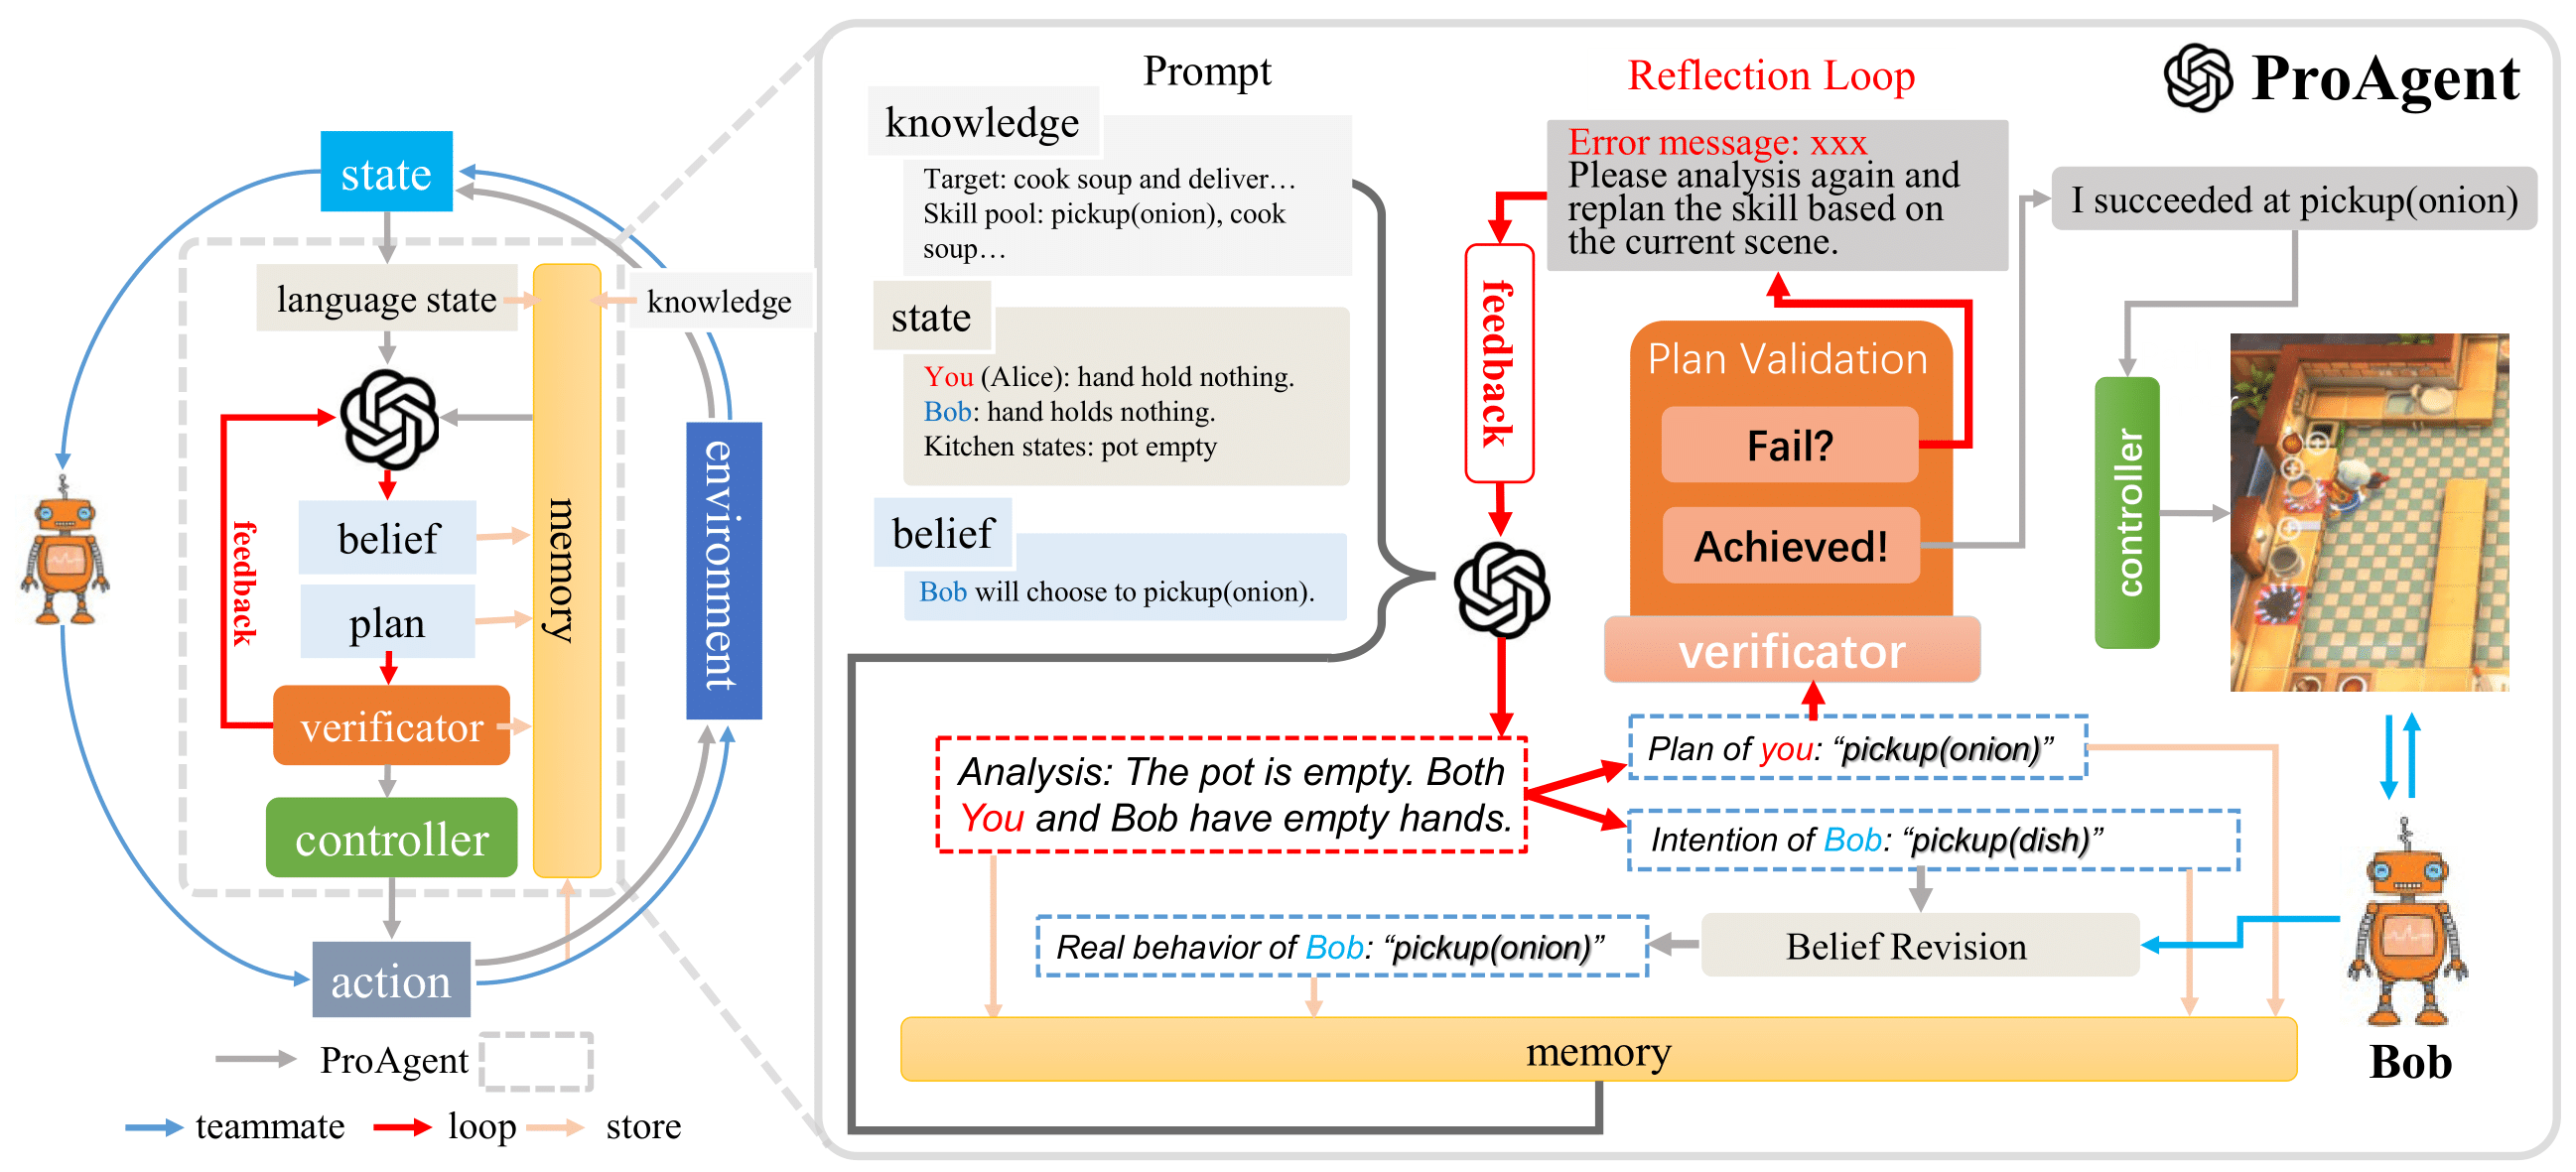 state
language state
knowledge
belief
plan
feedback
memory
environment
verificator
controller
action
ProAgent
teammate
loop
store
Prompt
knowledge
Target: cook soup and deliver…
Skill pool: pickup(onion), cook
soup…
state
You (Alice): hand hold nothing.
Bob: hand holds nothing.
Kitchen states: pot empty
belief
Bob will choose to pickup(onion).
Reflection Loop
Error message: xxx
Please analysis again and
replan the skill based on
the current scene.
feedback
Plan Validation
Fail?
Achieved!
verificator
ProAgent
I succeeded at pickup(onion)
controller
Analysis: The pot is empty. Both
You and Bob have empty hands.
Plan of you: “pickup(onion)”
Intention of Bob: “pickup(dish)”
Real behavior of Bob: “pickup(onion)”
Belief Revision
memory
Bob